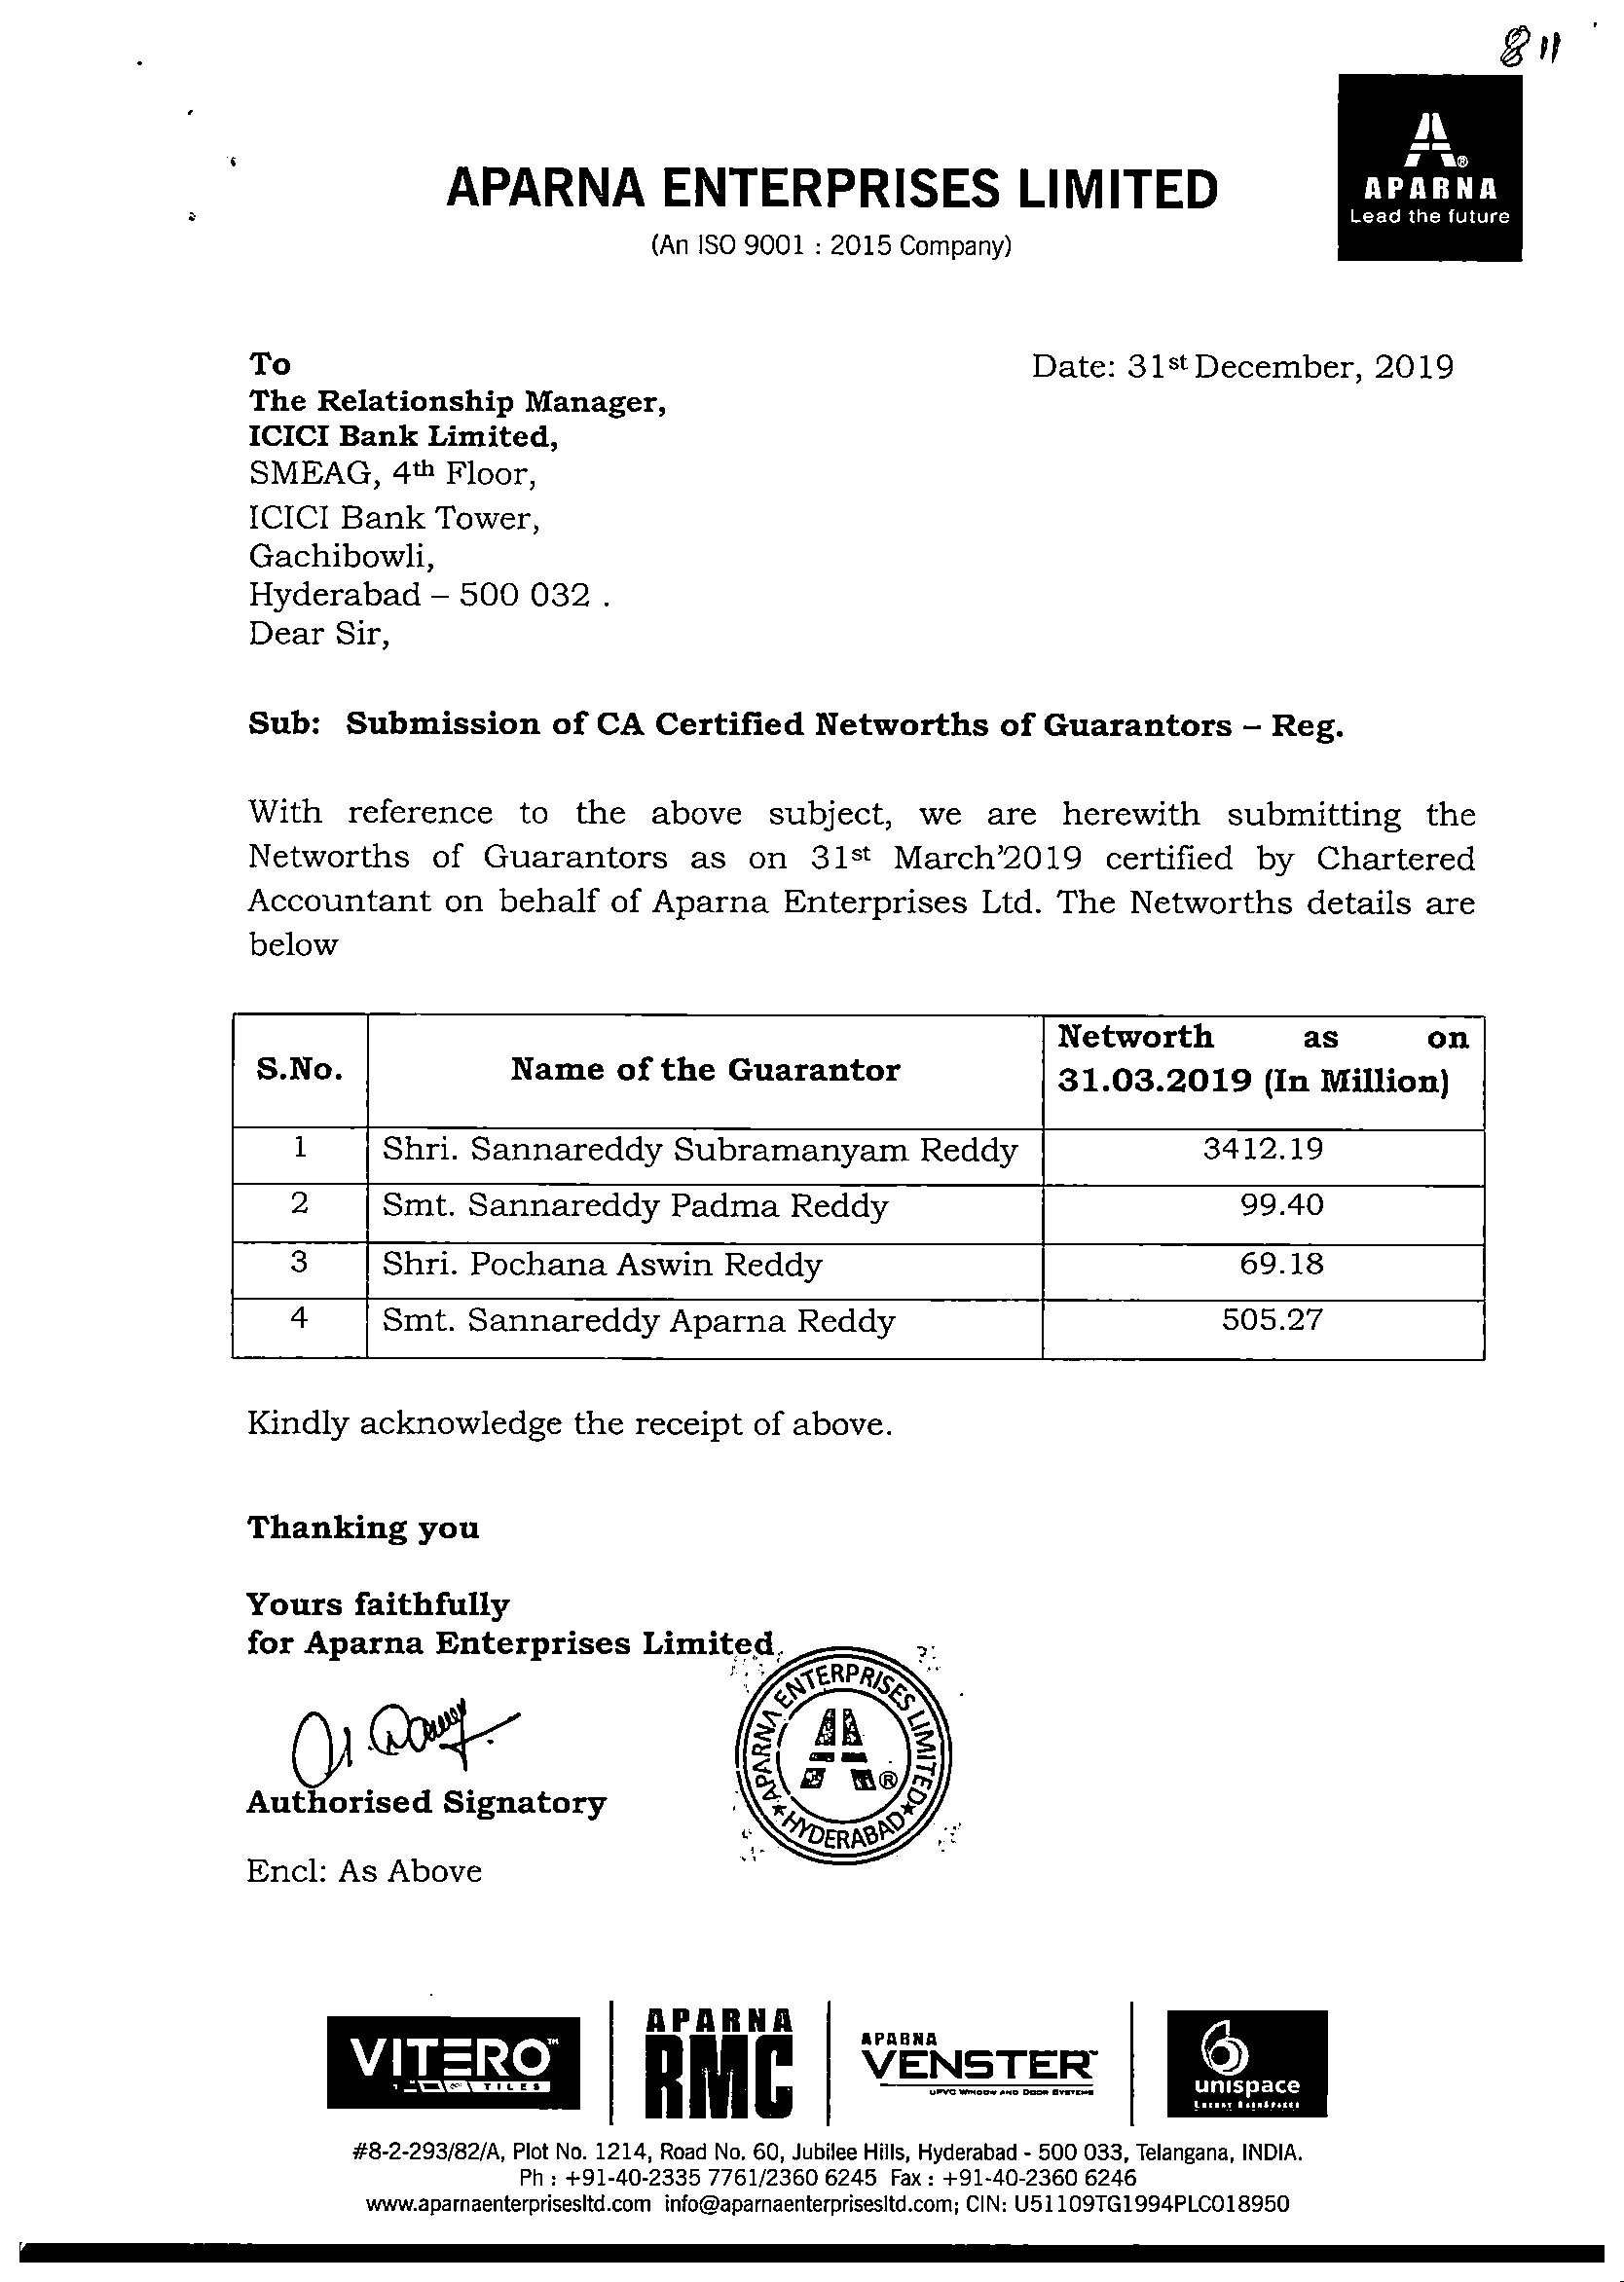 811
APARNA
Lead the future
APARNA ENTERPRISES LIMITED
(An ISO 9001 : 2015 Company)
To
Date: 31st December, 2019
The Relationship Manager,
ICICI Bank Limited,
SMEAG, 4th Floor,
ICICI Bank Tower,
Gachibowli,
Hyderabad – 500 032 .
Dear Sir,
Sub: Submission of CA Certified Networths of Guarantors – Reg.
With reference to the above subject, we are herewith submitting the
Networths of Guarantors as on 31st March'2019 certified by Chartered
Accountant on behalf of Aparna Enterprises Ltd. The Networths details are
below
S.No. Name of the Guarantor Networth as on
31.03.2019 (In Million)
1 Shri. Sannareddy Subramanyam Reddy 3412.19
2 Smt. Sannareddy Padma Reddy 99.40
3 Shri. Pochana Aswin Reddy 69.18
4 Smt. Sannareddy Aparna Reddy 505.27
Kindly acknowledge the receipt of above.
Thanking you
Yours faithfully
for Aparna Enterprises Limited
APARNA ENTERPRISES LIMITED
HYDERABAD
Authorised Signatory
Encl: As Above
VITERO™
TILES
APARNA
RMC
APARNA
VENSTER™
UPVC WINDOW AND DOOR SYSTEMS
unispace
#8-2-293/82/A, Plot No. 1214, Road No. 60, Jubilee Hills, Hyderabad - 500 033, Telangana, INDIA.
Ph : +91-40-2335 7761/2360 6245 Fax : +91-40-2360 6246
www.aparnaenterprisesltd.com info@aparnaenterprisesltd.com; CIN: U51109TG1994PLC018950